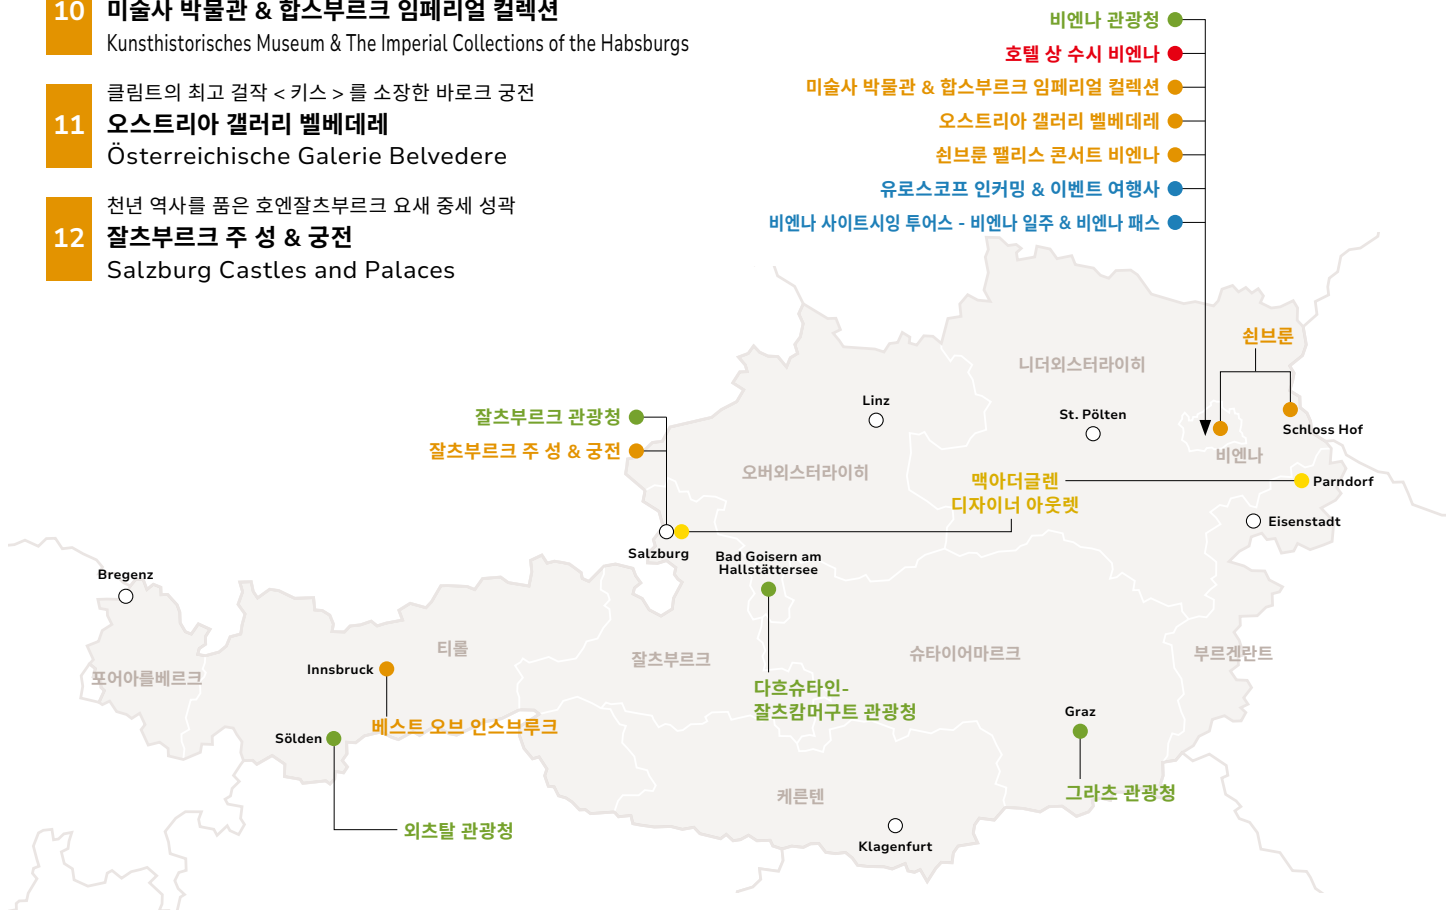 10
미술사 박물관 & 합스부르크 임페리얼 컬렉션
Kunsthistorisches Museum & The Imperial Collections of the Habsburgs
11
클림트의 최고 걸작 < 키스 > 를 소장한 바로크 궁전
오스트리아 갤러리 벨베데레
Österreichische Galerie Belvedere
12
천년 역사를 품은 호엔잘츠부르크 요새 중세 성곽
잘츠부르크 주 성 & 궁전
Salzburg Castles and Palaces
비엔나 관광청
호텔 상 수시 비엔나
미술사 박물관 & 합스부르크 임페리얼 컬렉션
오스트리아 갤러리 벨베데레
쇤브룬 팰리스 콘서트 비엔나
유로스코프 인커밍 & 이벤트 여행사
비엔나 사이트시잉 투어스 - 비엔나 일주 & 비엔나 패스
쇤브룬
니더외스터라이히
Linz
St. Pölten
Schloss Hof
잘츠부르크 관광청
잘츠부르크 주 성 & 궁전
비엔나
오버외스터라이히
맥아더글렌
디자이너 아웃렛
Parndorf
Eisenstadt
Salzburg
Bad Goisern am
Hallstättersee
Bregenz
티롤
잘츠부르크
슈타이어마르크
부르겐란트
Innsbruck
포어아를베르크
다흐슈타인-
잘츠캄머구트 관광청
Graz
베스트 오브 인스브루크
Sölden
케른텐
그라츠 관광청
외츠탈 관광청
Klagenfurt